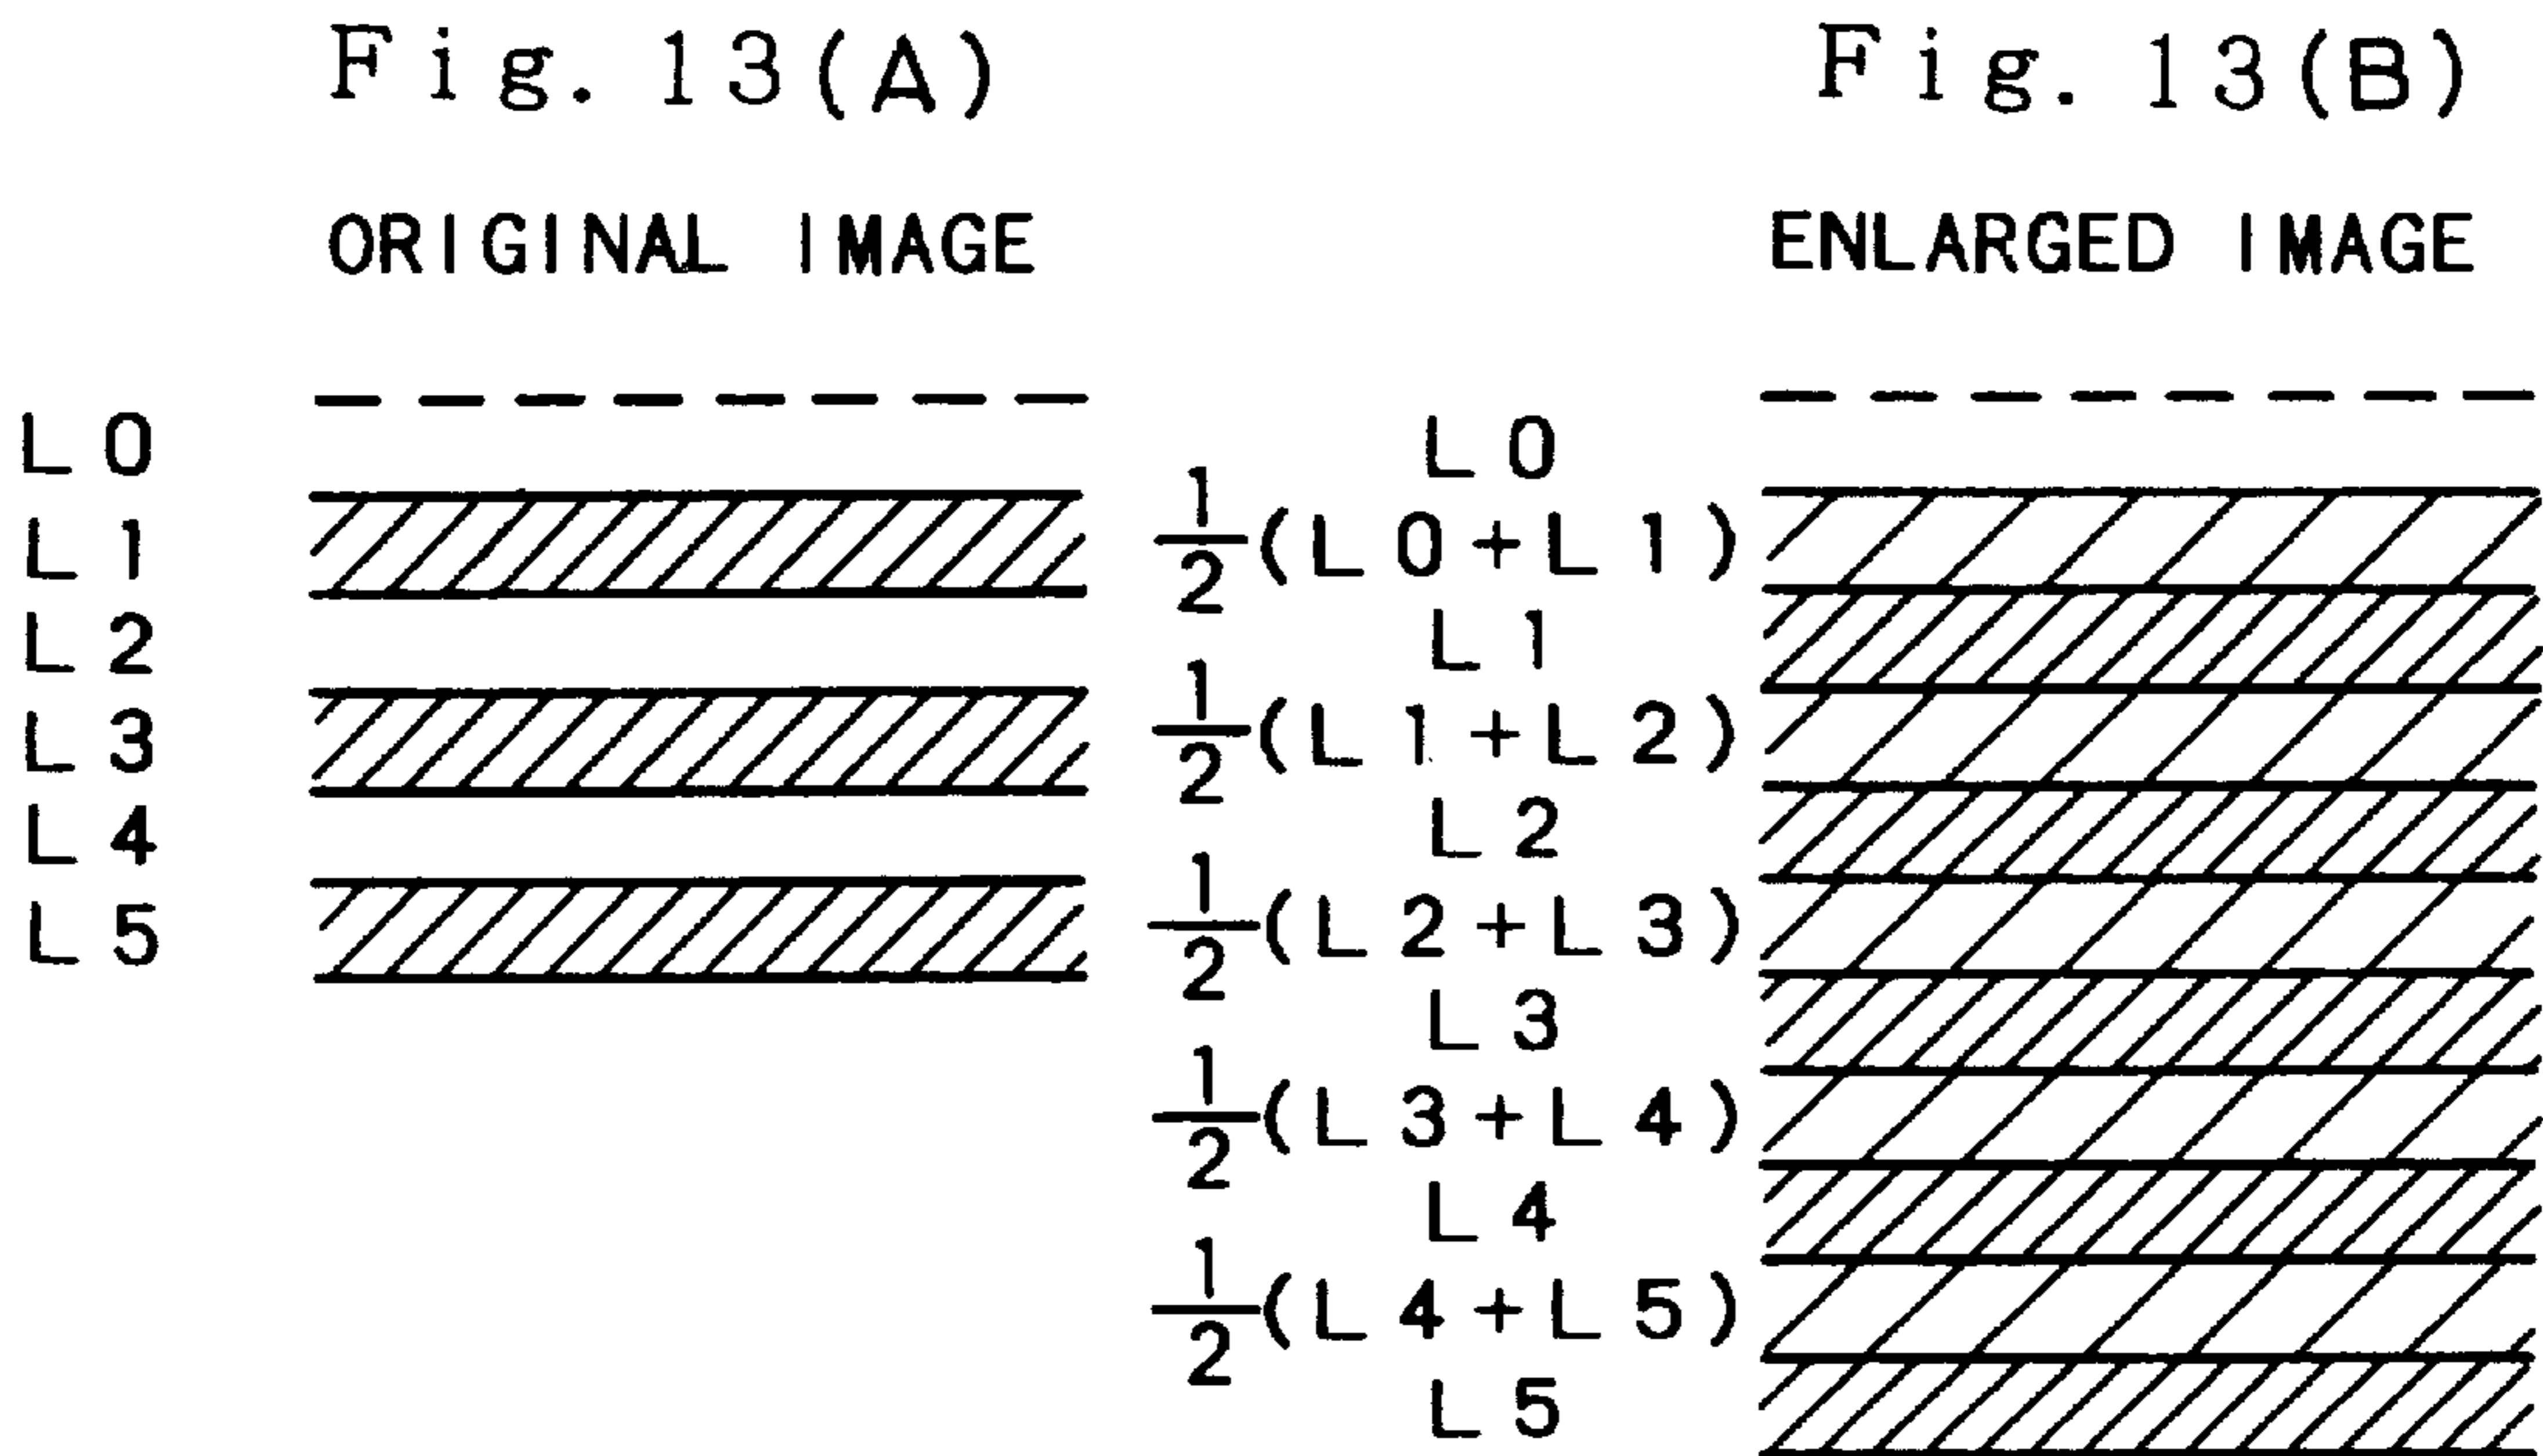 Fig. 13(A)
ORIGINAL IMAGE
L0
L1
L2
L3
L4
L5
Fig. 13(B)
ENLARGED IMAGE
L0
1/2(L0+L1)
L1
1/2(L1+L2)
L2
1/2(L2+L3)
L3
1/2(L3+L4)
L4
1/2(L4+L5)
L5